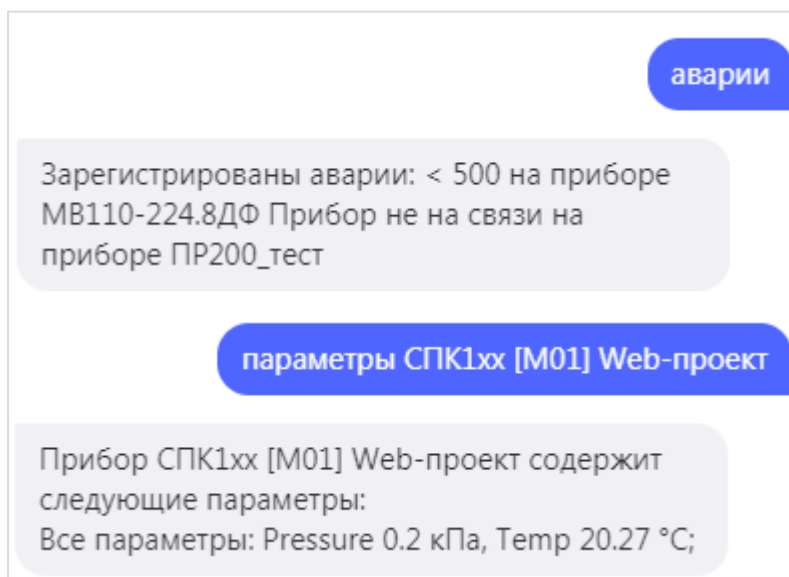 аварии
Зарегистрированы аварии: < 500 на приборе
МВ110-224.8ДФ Прибор не на связи на
приборе ПР200_тест
параметры СПК1хх [М01] Web-проект
Прибор СПК1хх [М01] Web-проект содержит
следующие параметры:
Все параметры: Pressure 0.2 кПа, Temp 20.27 °C;